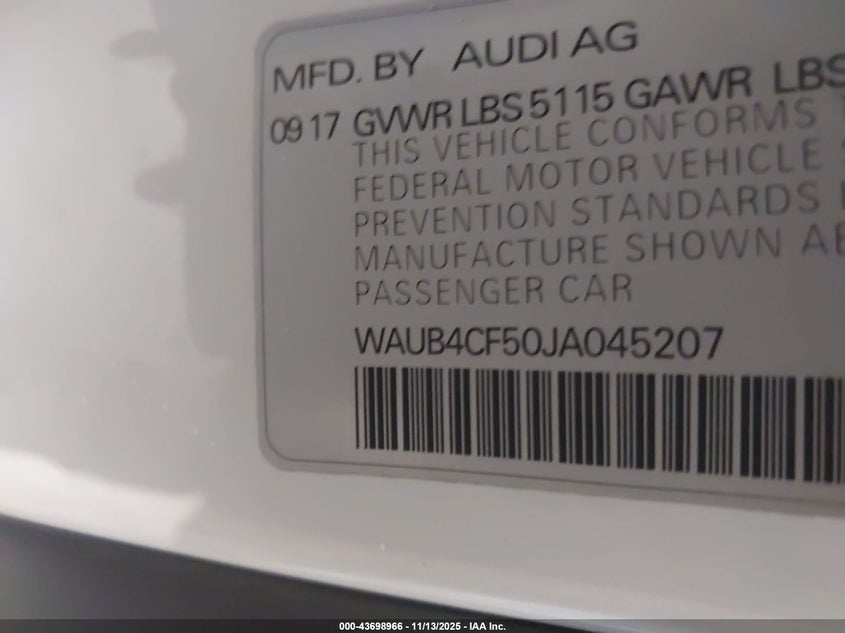 MFD. BY AUDI AG
09 17 GVWR LBS 5115 GAWR LBS
THIS VEHICLE CONFORMS
FEDERAL MOTOR VEHICLE
PREVENTION STANDARDS
MANUFACTURE SHOWN
PASSENGER CAR
WAUB4CF50JA045207
000-43698966 - 11/13/2025 - IAA Inc.